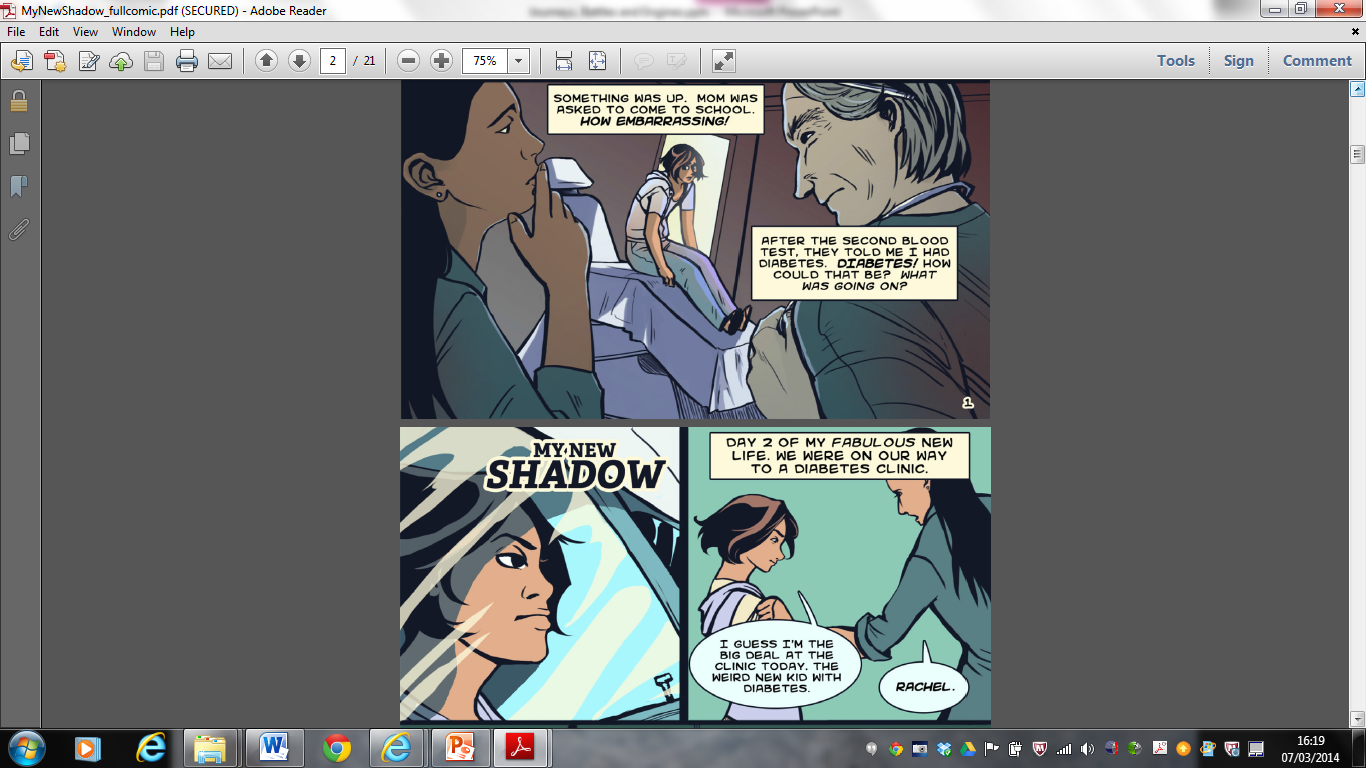 MyNewShadow_fullcomic.pdf (SECURED) - Adobe Reader
File Edit View Window Help
2 / 21 75% Tools Sign Comment
SOMETHING WAS UP. MOM WAS
ASKED TO COME TO SCHOOL.
HOW EMBARRASSING!
AFTER THE SECOND BLOOD
TEST, THEY TOLD ME I HAD
DIABETES. DIABETES! HOW
COULD THAT BE? WHAT
WAS GOING ON?
1
MY NEW
SHADOW
DAY 2 OF MY FABULOUS NEW
LIFE. WE WERE ON OUR WAY
TO A DIABETES CLINIC.
I GUESS I'M THE
BIG DEAL AT THE
CLINIC TODAY. THE
WEIRD NEW KID WITH
DIABETES.
RACHEL.
16:19
07/03/2014